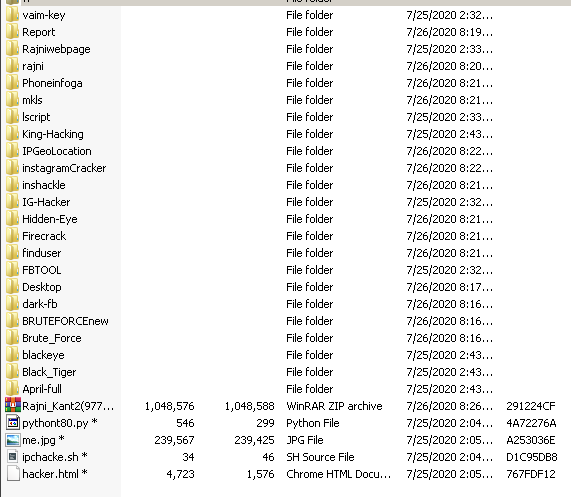 vaim-key File folder 7/25/2020 2:32...
Report File folder 7/26/2020 8:19...
Rajniwebpage File folder 7/25/2020 2:33...
rajni File folder 7/26/2020 8:20...
Phoneinfoga File folder 7/26/2020 8:21...
mkls File folder 7/26/2020 8:21...
lscript File folder 7/25/2020 2:33...
King-Hacking File folder 7/25/2020 2:43...
IPGeoLocation File folder 7/26/2020 8:22...
instagramCracker File folder 7/26/2020 8:22...
inshackle File folder 7/26/2020 8:21...
IG-Hacker File folder 7/25/2020 2:32...
Hidden-Eye File folder 7/26/2020 8:21...
Firecrack File folder 7/26/2020 8:21...
finduser File folder 7/26/2020 8:21...
FBTOOL File folder 7/25/2020 2:32...
Desktop File folder 7/26/2020 8:17...
dark-fb File folder 7/26/2020 8:16...
BRUTEFORCEnew File folder 7/26/2020 8:16...
Brute_Force File folder 7/26/2020 8:16...
blackeye File folder 7/25/2020 2:43...
Black_Tiger File folder 7/25/2020 2:43...
April-full File folder 7/25/2020 2:43...
Rajni_Kant2(977... 1,048,576 1,048,588 WinRAR ZIP archive 7/26/2020 8:26... 291224CF
pythont80.py * 546 299 Python File 7/25/2020 2:04... 4A72276A
me.jpg * 239,567 239,425 JPG File 7/25/2020 2:05... A253036E
ipchacke.sh * 34 46 SH Source File 7/25/2020 2:04... D1C95DB8
hacker.html * 4,723 1,576 Chrome HTML Docu... 7/25/2020 2:05... 767FDF12